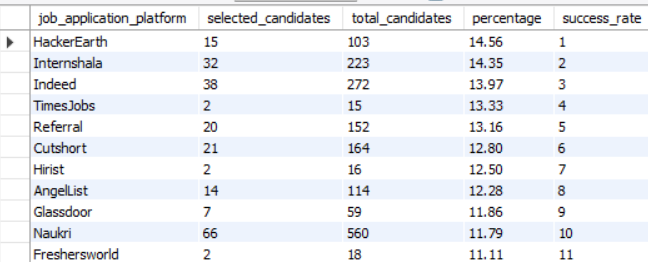 job_application_platform selected_candidates total_candidates percentage success_rate
HackerEarth 15 103 14.56 1
Internshala 32 223 14.35 2
Indeed 38 272 13.97 3
TimesJobs 2 15 13.33 4
Referral 20 152 13.16 5
Cutshort 21 164 12.80 6
Hirist 2 16 12.50 7
AngelList 14 114 12.28 8
Glassdoor 7 59 11.86 9
Naukri 66 560 11.79 10
Freshersworld 2 18 11.11 11